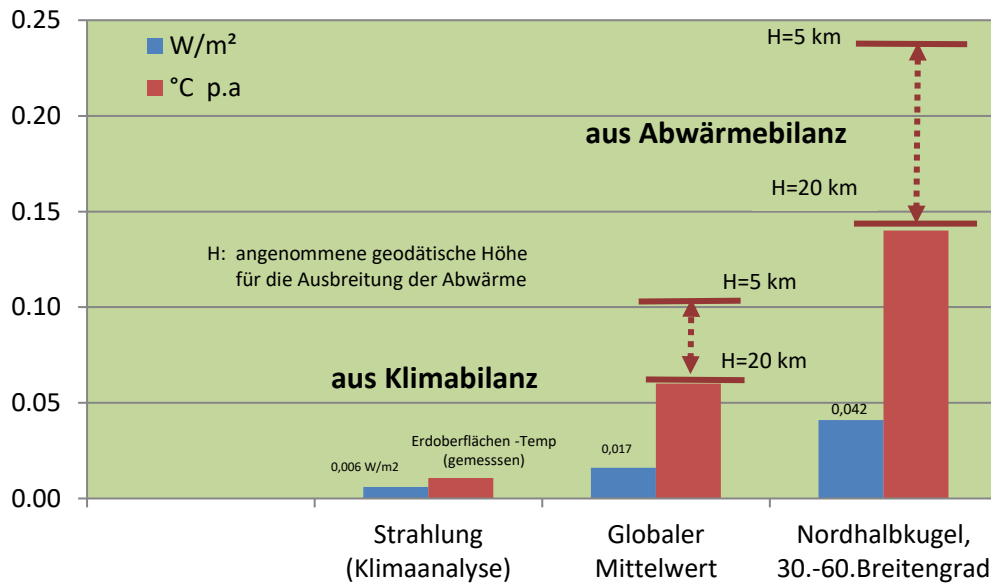 0.25
0.20
0.15
0.10
0.05
0.00
W/m²
°C p.a
H=5 km
aus Abwärmebilanz
H=20 km
H: angenommene geodätische Höhe
für die Ausbreitung der Abwärme
H=5 km
H=20 km
aus Klimabilanz
0,006 W/m2
Erdoberflächen -Temp
(gemesssen)
0,017
0,042
Strahlung
(Klimaanalyse)
Globaler
Mittelwert
Nordhalbkugel,
30.-60.Breitengrad